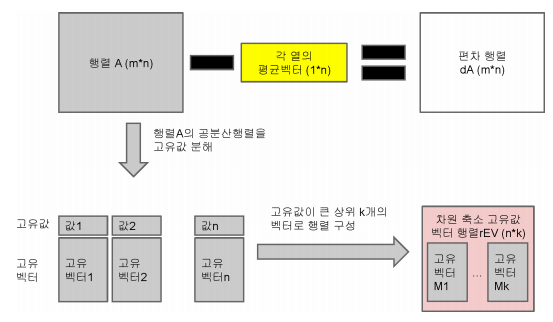 행렬 A (m*n)
각 열의
평균벡터 (1*n)
편차 행렬
dA (m*n)
행렬A의 공분산행렬을
고유값 분해
고유값
값1
값2
값n
고유
벡터
고유
벡터1
고유
벡터2
고유
벡터n
고유값이 큰 상위 k개의
벡터로 행렬 구성
차원 축소 고유값
벡터 행렬rEV (n*k)
고유
벡터
M1
...
고유
벡터
Mk